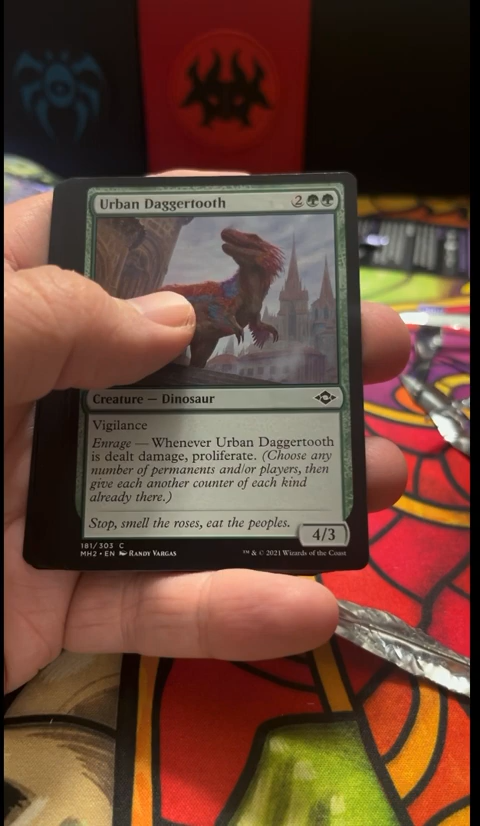 Urban Daggertooth 2
Creature — Dinosaur
Vigilance
Enrage — Whenever Urban Daggertooth
is dealt damage, proliferate. (Choose any
number of permanents and/or players, then
give each another counter of each kind
already there.)
Stop, smell the roses, eat the peoples.
4/3
181/303 C
MH2 • EN Randy Vargas
™ & © 2021 Wizards of the Coast